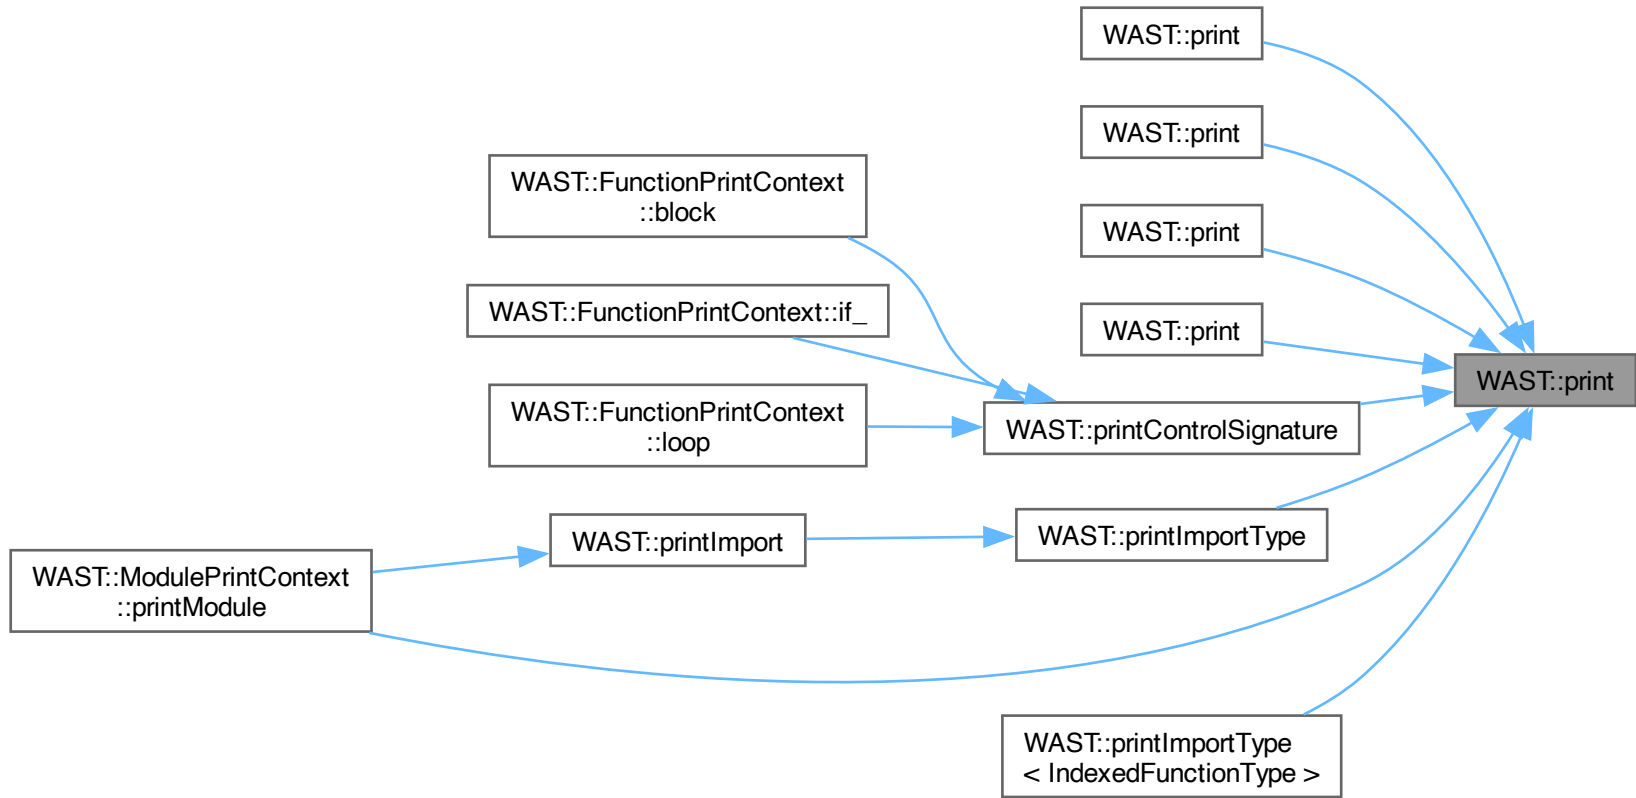 WAST::print
WAST::print
WAST::FunctionPrintContext
::block
WAST::print
WAST::FunctionPrintContext::if_
WAST::print
WAST::print
WAST::FunctionPrintContext
::loop
WAST::printControlSignature
WAST::printImport
WAST::printImportType
WAST::ModulePrintContext
::printModule
WAST::printImportType
< IndexedFunctionType >